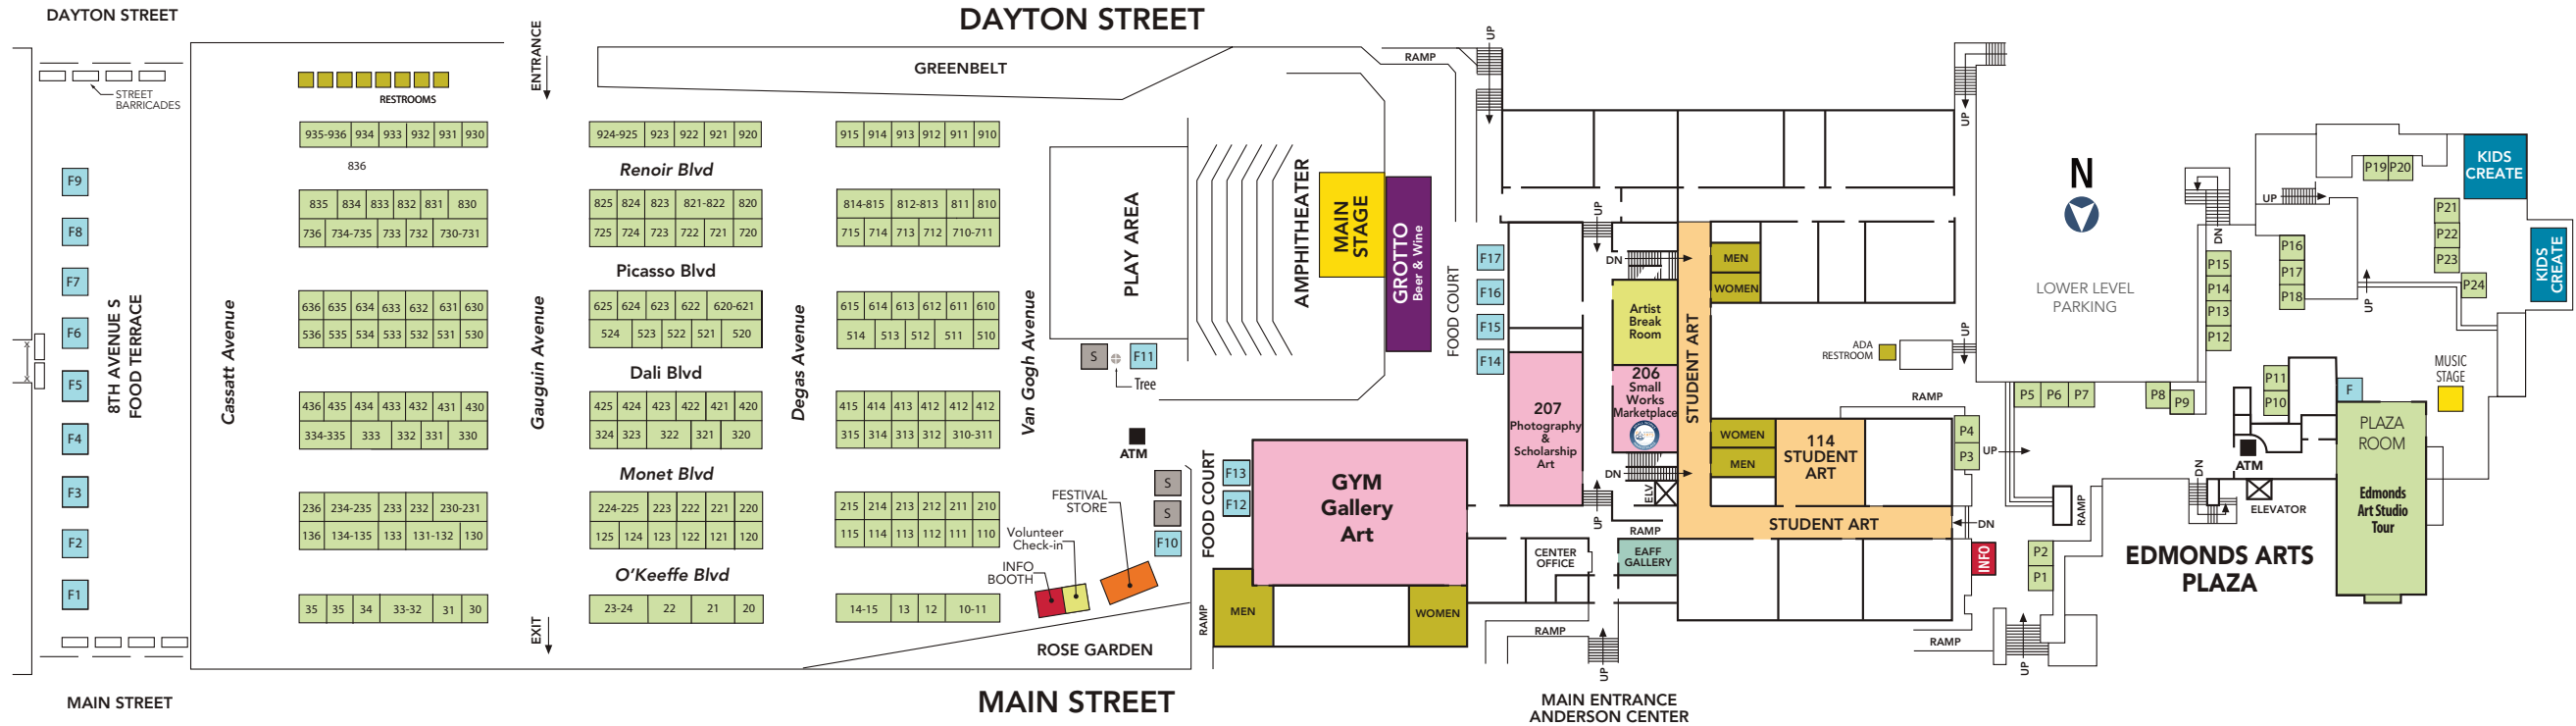 DAYTON STREET
DAYTON STREET
STREET
BARRICADES
ENTRANCE
GREENBELT
RAMP
UP
UP
RESTROOMS
935-936 934 933 932 931 930
924-925 923 922 921 920
915 914 913 912 911 910
836
Renoir Blvd
835 834 833 832 831 830
825 824 823 821-822 820
814-815 812-813 811 810
736 734-735 733 732 730-731
725 724 723 722 721 720
715 714 713 712 710-711
Picasso Blvd
636 635 634 633 632 631 630
625 624 623 622 620-621
615 614 613 612 611 610
536 535 534 533 532 531 530
524 523 522 521 520
514 513 512 511 510
Dali Blvd
436 435 434 433 432 431 430
425 424 423 422 421 420
415 414 413 412 412 412
334-335 333 332 331 330
324 323 322 321 320
315 314 313 312 310-311
Monet Blvd
236 234-235 233 232 230-231
224-225 223 222 221 220
215 214 213 212 211 210
136 134-135 133 131-132 130
125 124 123 122 121 120
115 114 113 112 111 110
O'Keeffe Blvd
35 35 34 33-32 31 30
23-24 22 21 20
14-15 13 12 10-11
F9
F8
F7
F6
F5
F4
F3
F2
F1
8TH AVENUE S
FOOD TERRACE
Cassatt Avenue
Gauguin Avenue
Degas Avenue
Van Gogh Avenue
EXIT
MAIN STREET
MAIN STREET
PLAY AREA
AMPHITHEATER
MAIN
STAGE
GROTTO
Beer & Wine
FOOD COURT
F17
F16
F15
F14
S
F11
Tree
ATM
FESTIVAL
STORE
Volunteer
Check-in
INFO
BOOTH
S
S
F10
FOOD COURT
F13
F12
ROSE GARDEN
RAMP
MEN
WOMEN
GYM
Gallery
Art
207
Photography
&
Scholarship
Art
UP
DN
Artist
Break
Room
206
Small
Works
Marketplace
DN
ELV
UP
RAMP
STUDENT ART
MEN
WOMEN
WOMEN
MEN
114
STUDENT
ART
STUDENT ART
DN
CENTER
OFFICE
EAFF
GALLERY
RAMP
UP
MAIN ENTRANCE
ANDERSON CENTER
ADA
RESTROOM
UP
RAMP
P4
P3
UP
INFO
P2
P1
RAMP
UP
RAMP
N
LOWER LEVEL
PARKING
P5 P6 P7
P8
P9
DN
P15
P14
P13
P12
UP
P16
P17
P18
P19 P20
KIDS
CREATE
P21
P22
P23
P24
KIDS
CREATE
UP
MUSIC
STAGE
P11
P10
F
PLAZA
ROOM
Edmonds
Art Studio
Tour
ATM
DN
ELEVATOR
EDMONDS ARTS
PLAZA